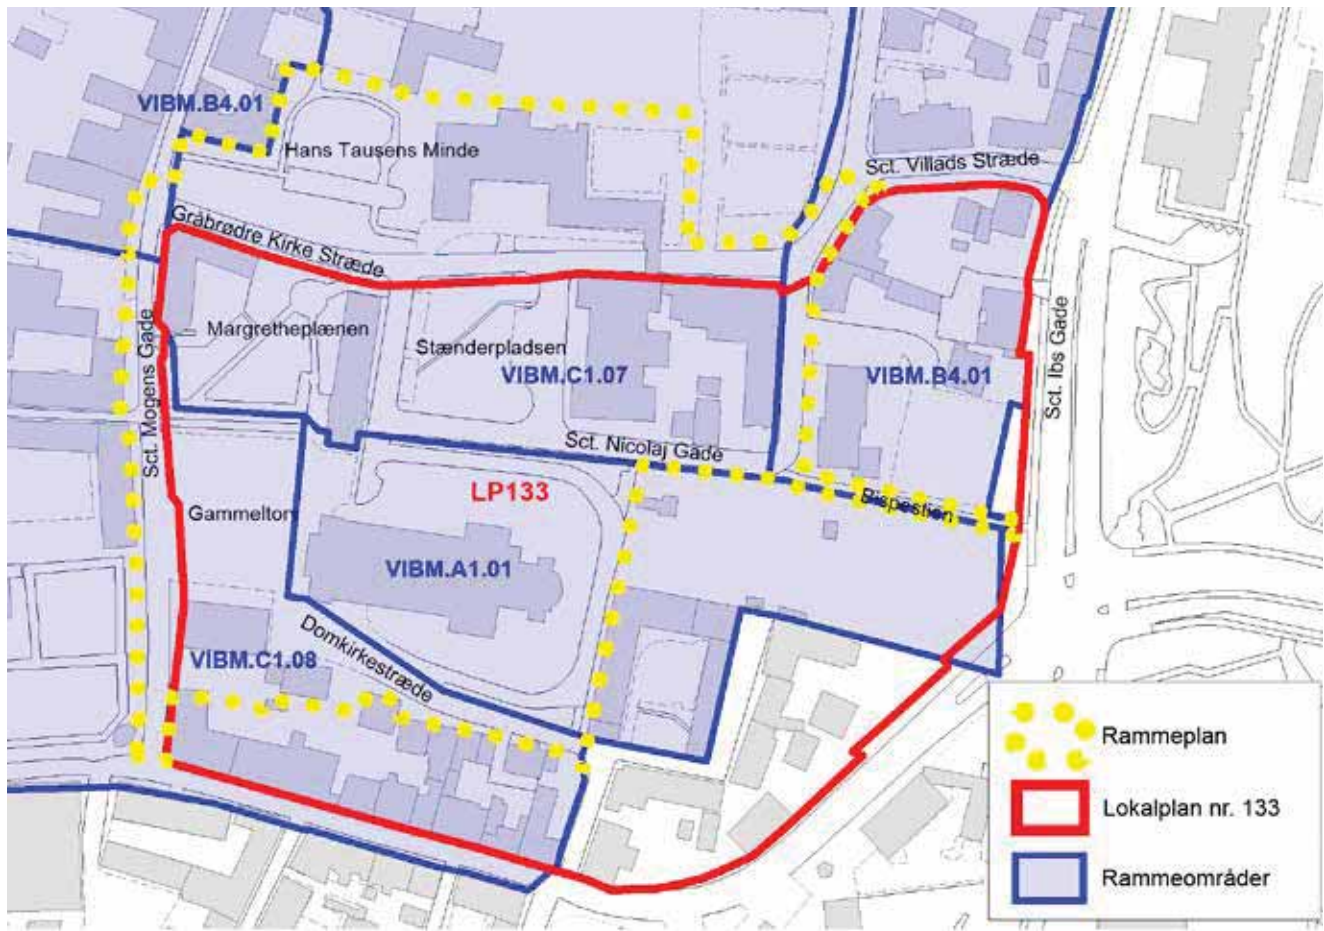 VIBM.B4.01
Hans Tausens Minde
Sct. Villads Stræde
Gråbrødre Kirke Stræde
Margretheplænen
Stænderpladsen
VIBM.C1.07
VIBM.B4.01
Sct. Mogens Gade
Sct. Ibs Gade
Sct. Nicolaj Gade
LP133
Bispestien
Gammeltorv
VIBM.A1.01
Domkirkestræde
VIBM.C1.08
Rammeplan
Lokalplan nr. 133
Rammeområder